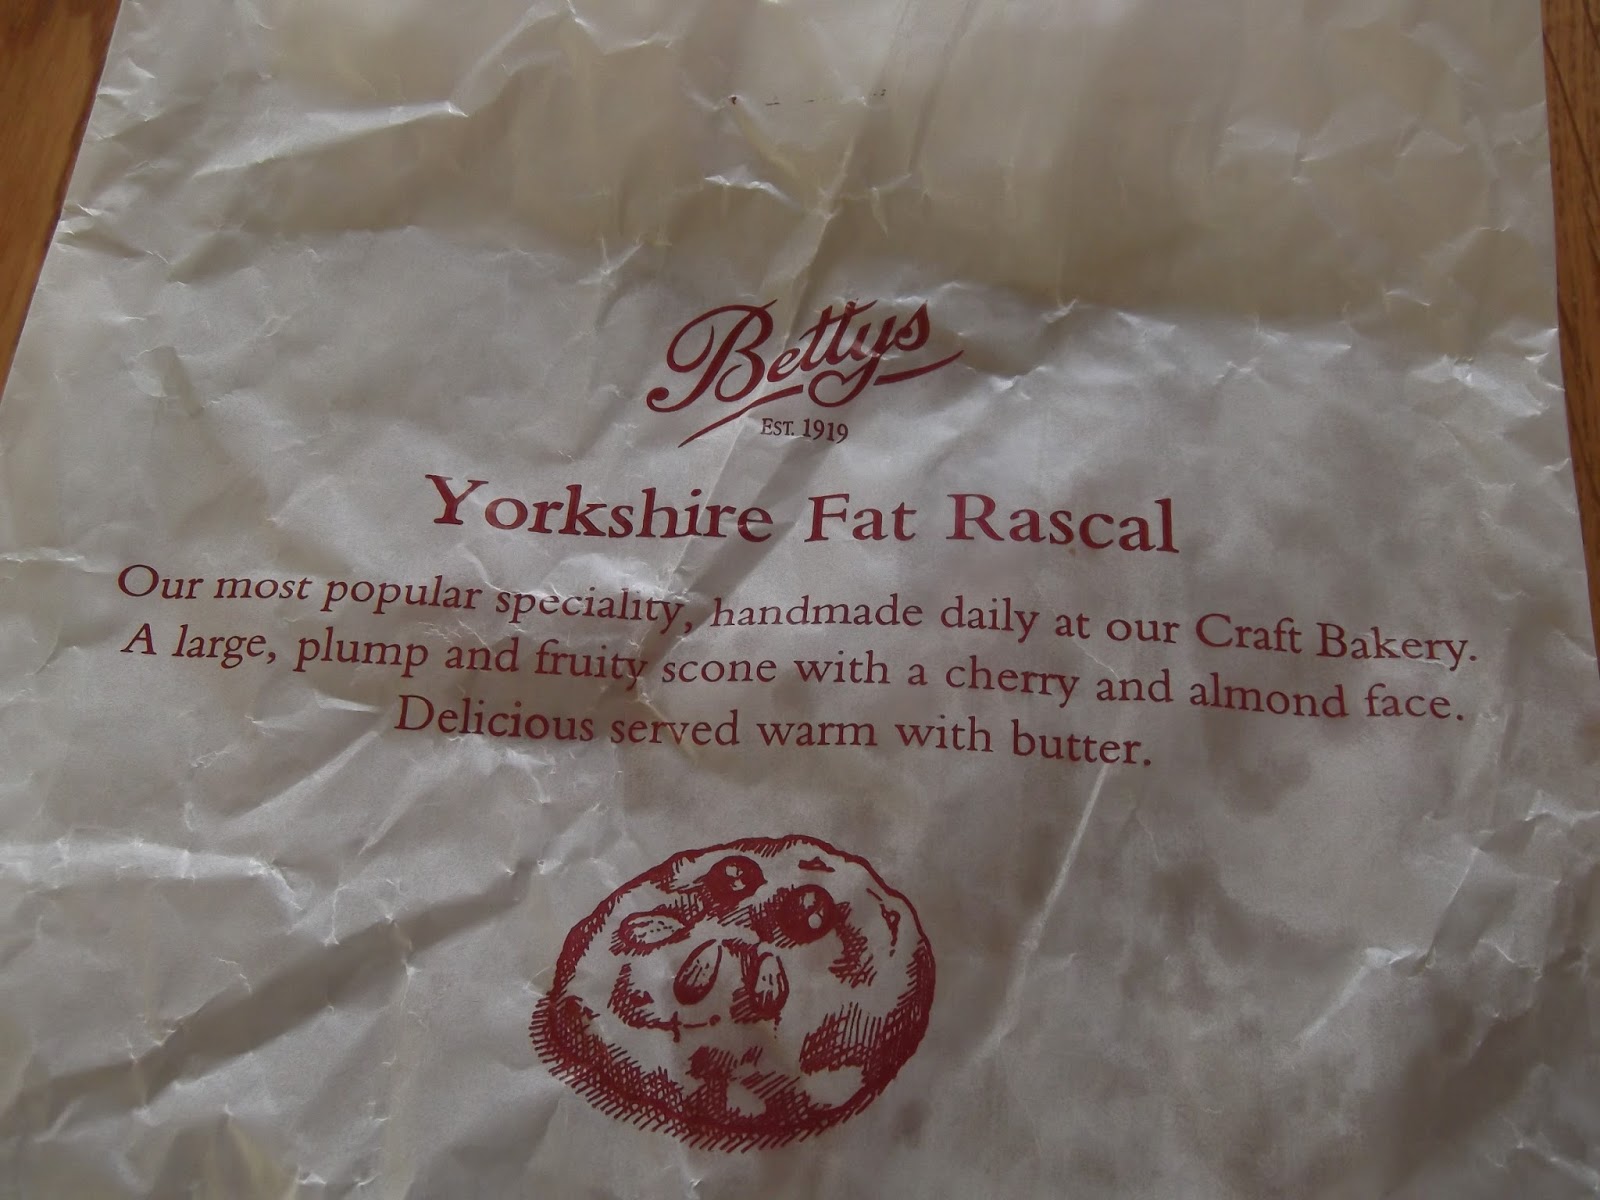 Bettys
EST. 1919
Yorkshire Fat Rascal
Our most popular speciality, handmade daily at our Craft Bakery.
A large, plump and fruity scone with a cherry and almond face.
Delicious served warm with butter.